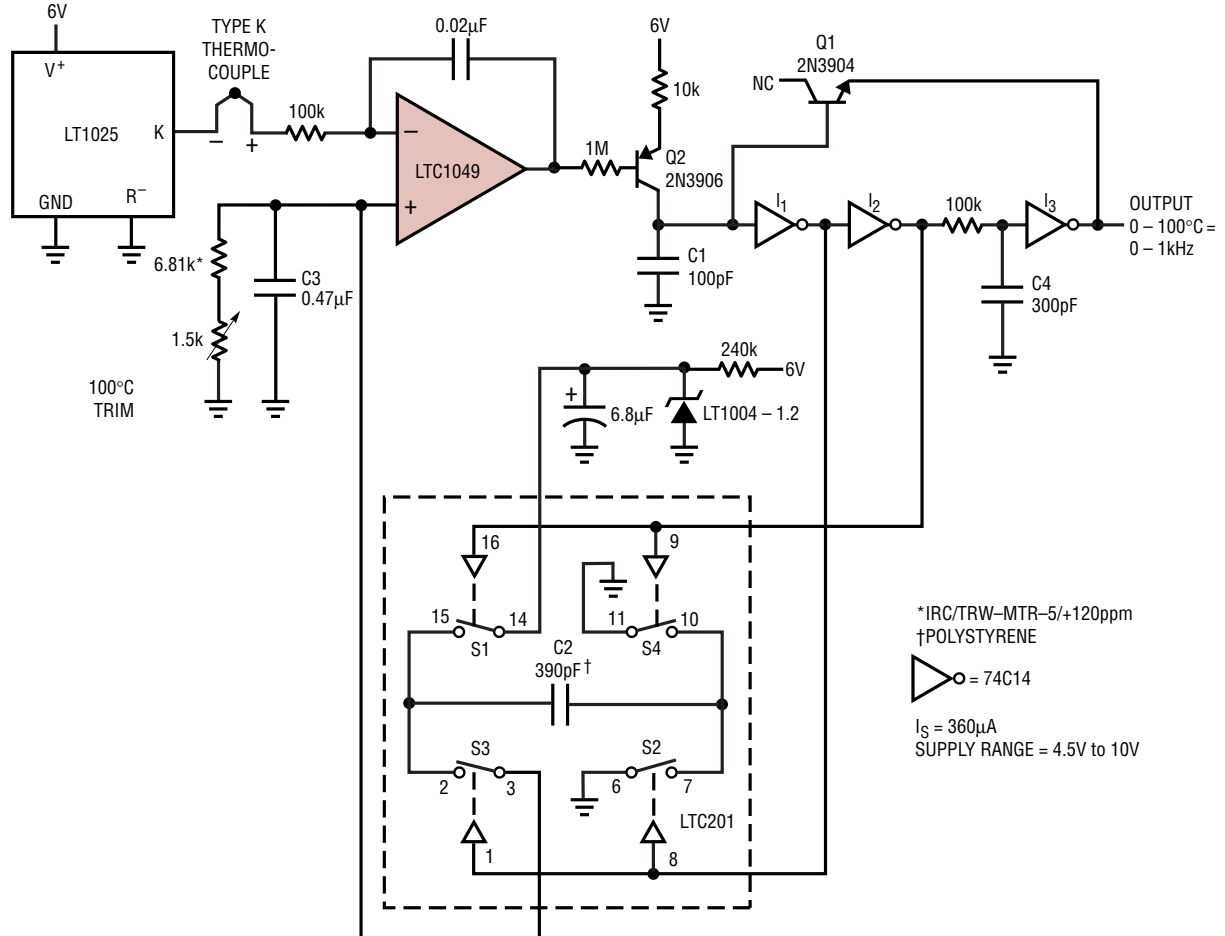 6V
V+
LT1025
K
GND
R–
TYPE K
THERMO-
COUPLE
–
+
100k
0.02µF
–
+
LTC1049
6.81k*
1.5k
100°C
TRIM
C3
0.47µF
1M
6V
10k
Q2
2N3906
C1
100pF
Q1
2N3904
NC
I1
I2
100k
I3
C4
300pF
OUTPUT
0 – 100°C =
0 – 1kHz
240k
6V
+
6.8µF
LT1004 – 1.2
16
9
15
14
S1
11
10
S4
C2
390pF†
S3
2
3
S2
6
7
1
8
LTC201
*IRC/TRW–MTR–5/+120ppm
†POLYSTYRENE
= 74C14
IS = 360µA
SUPPLY RANGE = 4.5V to 10V